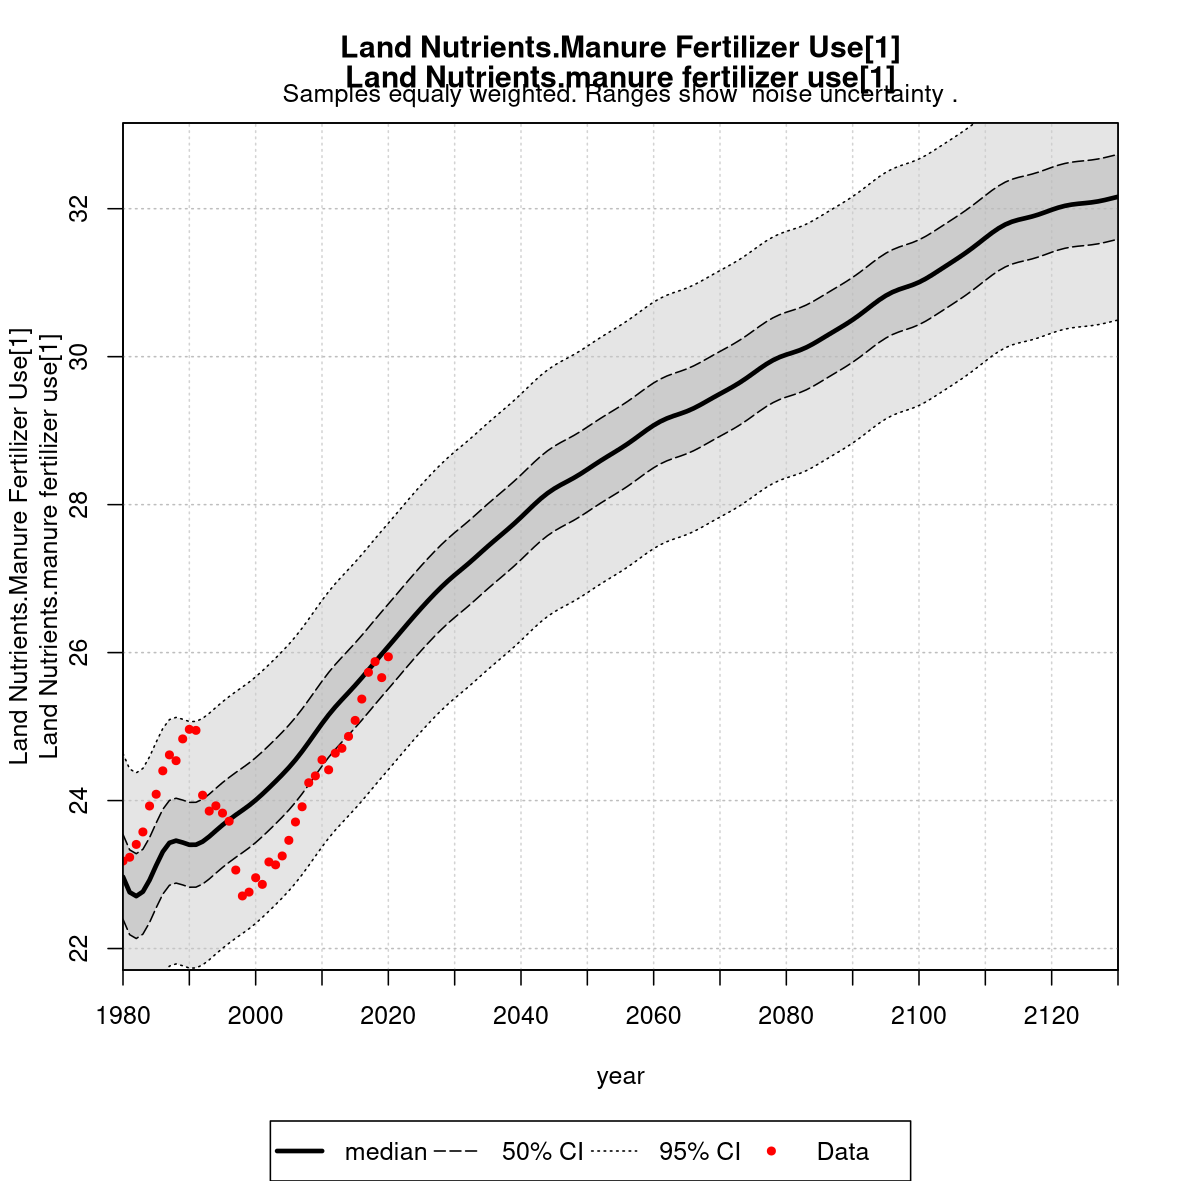 Land Nutrients.Manure Fertilizer Use[1]
Land Nutrients.manure fertilizer use[1]
Samples equaly weighted. Ranges show  noise uncertainty .
Land Nutrients.Manure Fertilizer Use[1]
Land Nutrients.manure fertilizer use[1]
32
30
28
26
24
22
1980 2000 2020 2040 2060 2080 2100 2120
year
median 50% CI 95% CI Data